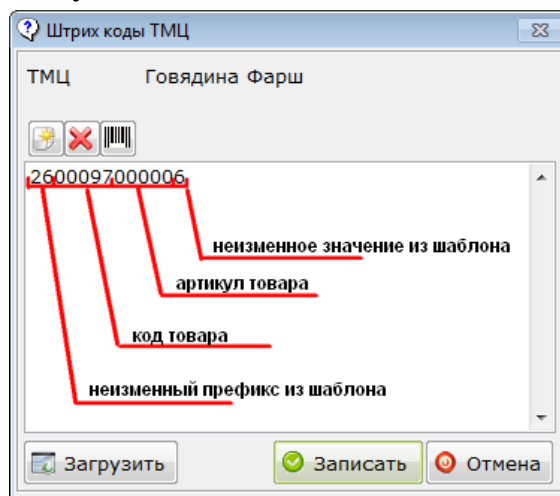 Штрих коды ТМЦ
ТМЦ Говядина Фарш
2600097000006
неизменное значение из шаблона
артикул товара
код товара
неизменный префикс из шаблона
Загрузить Записать Отмена